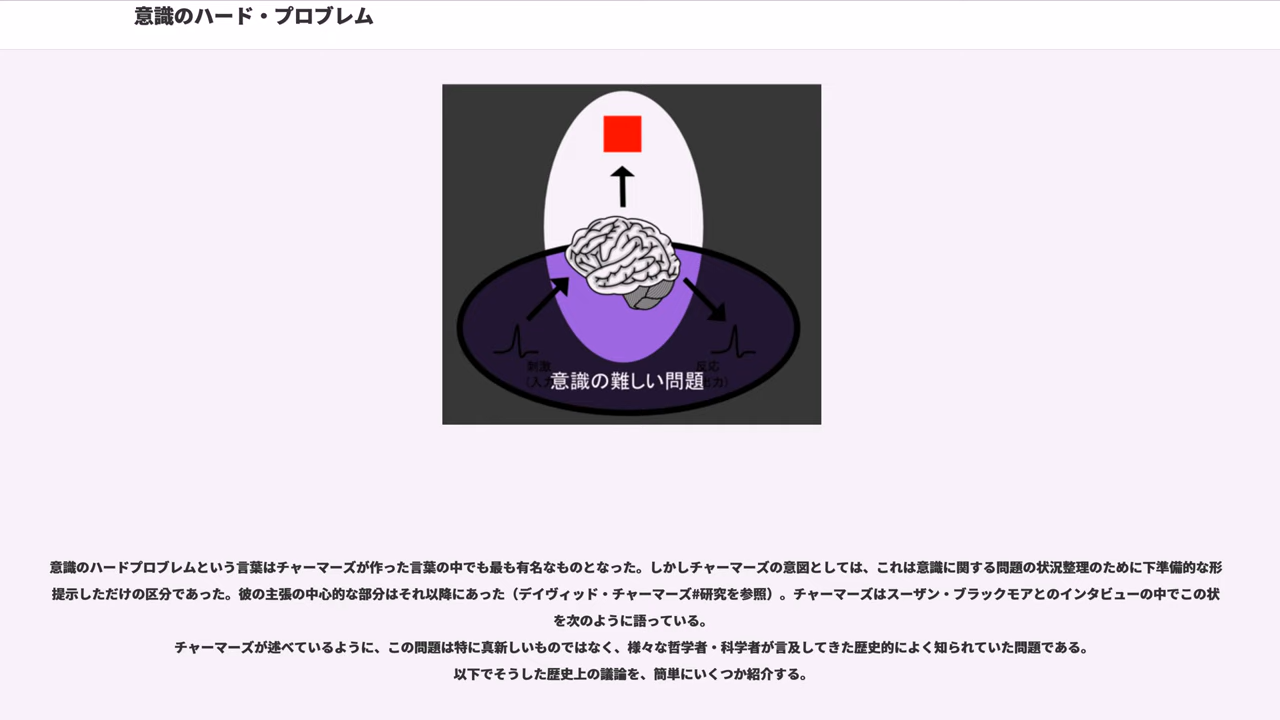 意識のハード・プロブレム
刺激
反応
(入力
出力)
意識の難しい問題
意識のハードプロブレムという言葉はチャーマーズが作った言葉の中でも最も有名なものとなった。しかしチャーマーズの意図としては、これは意識に関する問題の状況整理のために下準備的な形
提示しただけの区分であった。彼の主張の中心的な部分はそれ以降にあった（デイヴィッド・チャーマーズ#研究を参照）。チャーマーズはスーザン・ブラックモアとのインタビューの中でこの状
を次のように語っている。
チャーマーズが述べているように、この問題は特に真新しいものではなく、様々な哲学者・科学者が言及してきた歴史的によく知られていた問題である。
以下でそうした歴史上の議論を、簡単にいくつか紹介する。